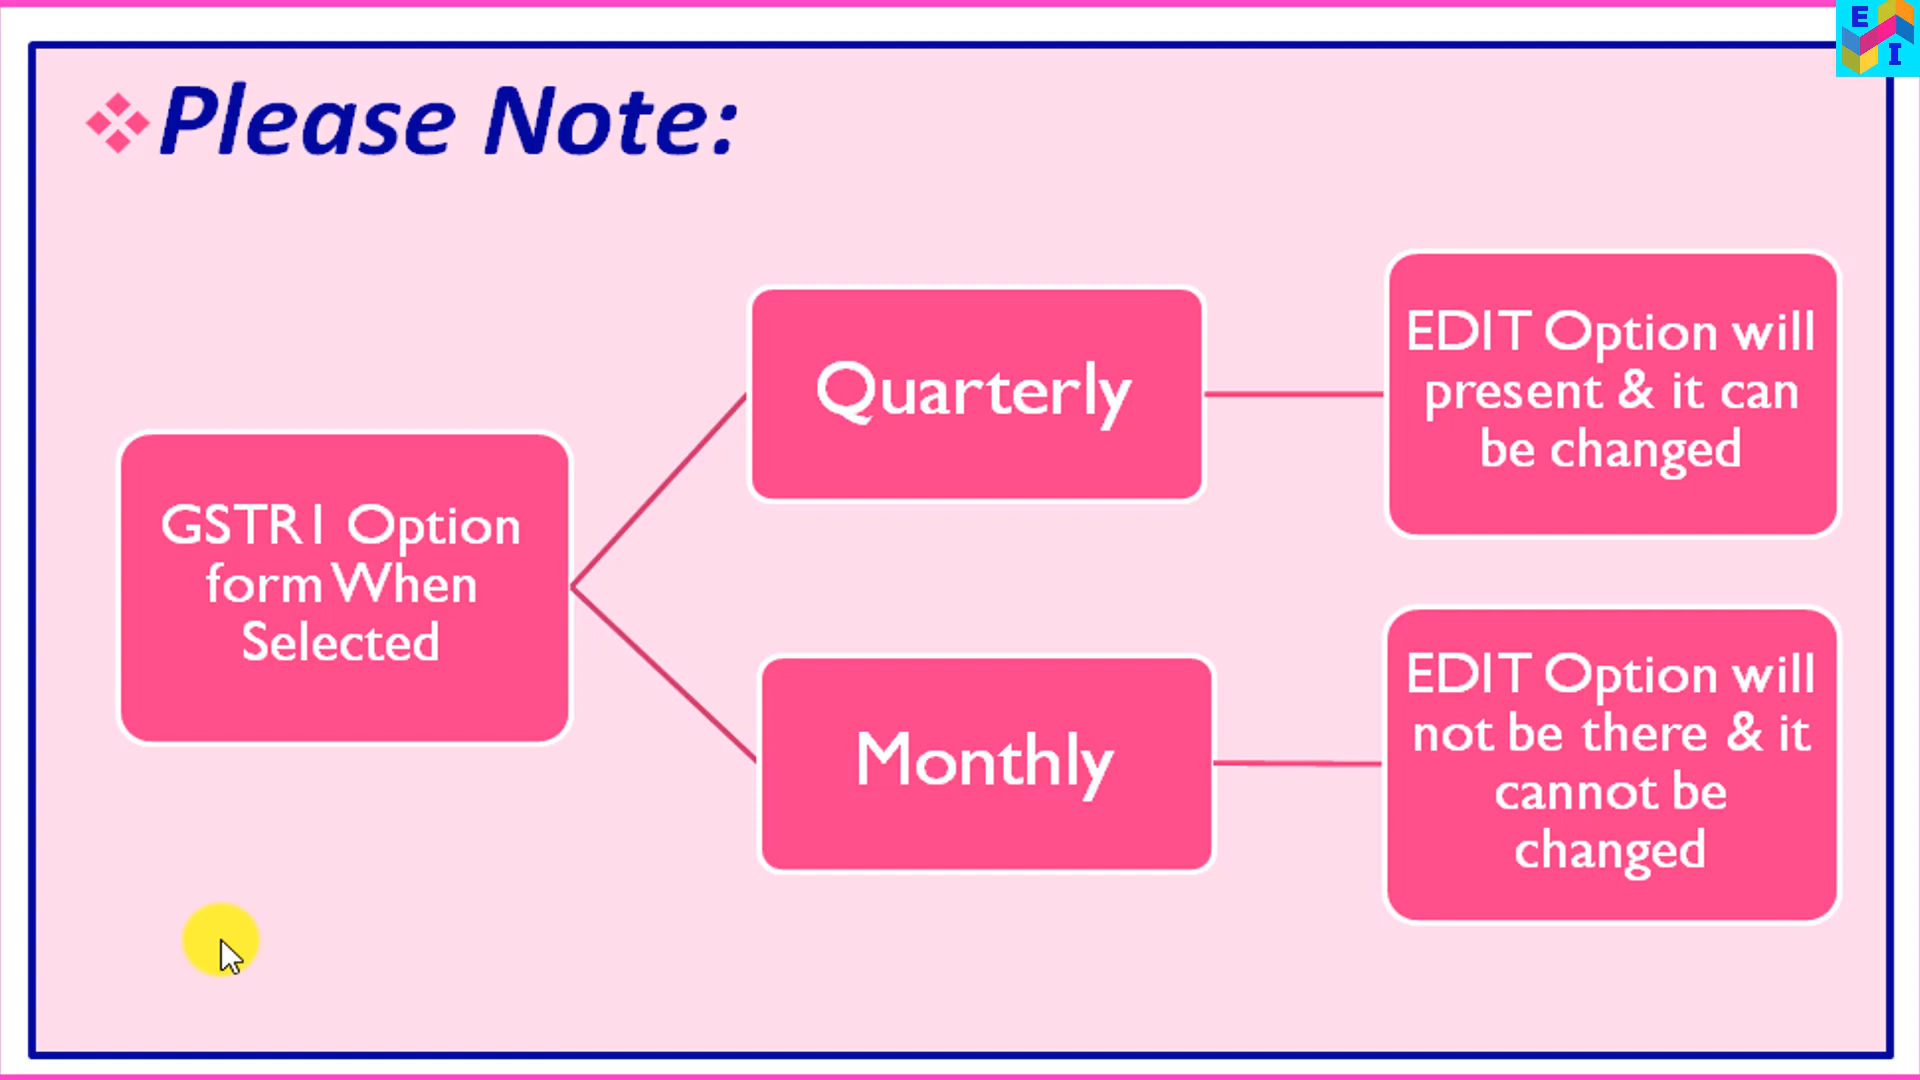 E
I
Please Note:
GSTR1 Option
form When
Selected
Quarterly
EDIT Option will
present & it can
be changed
Monthly
EDIT Option will
not be there & it
cannot be
changed